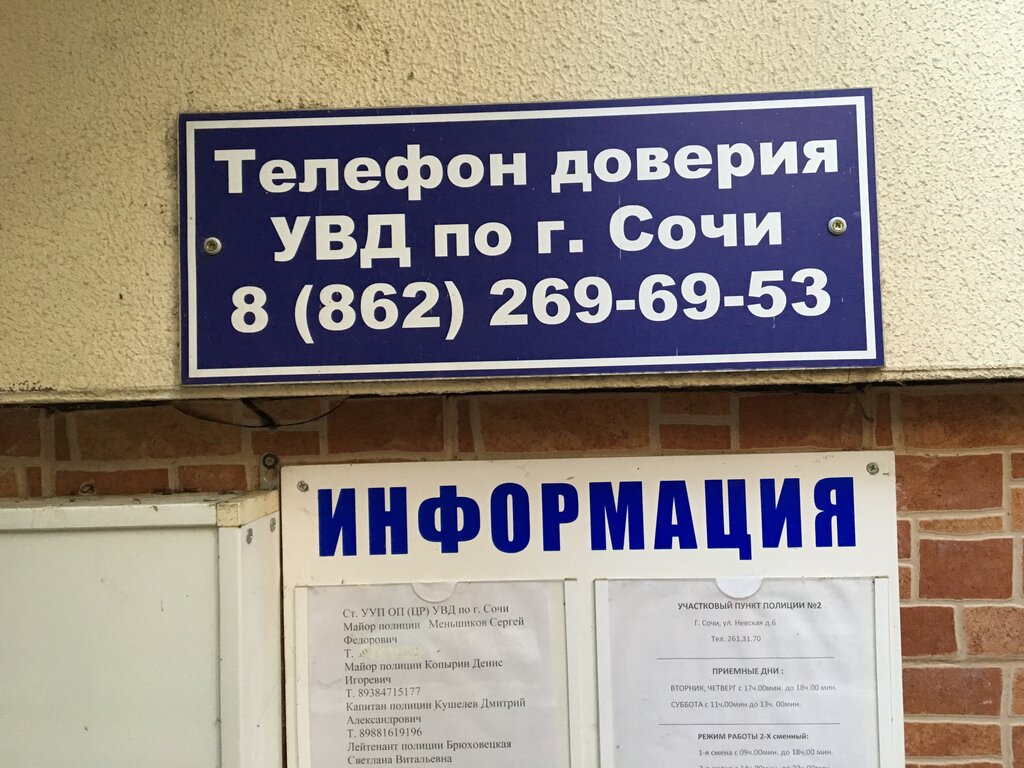 Телефон доверия
УВД по г. Сочи
8 (862) 269-69-53
ИНФОРМАЦИЯ
Ст. УУП ОП (ЦР) УВД по г. Сочи
Майор полиции Меньшиков Сергей
Федорович
Т.
Майор полиции Копырин Денис
Игоревич
Т. 89384715177
Капитан полиции Кушелев Дмитрий
Александрович
Т. 89881619196
Лейтенант полиции Брюховецкая
Светлана Витальевна
УЧАСТКОВЫЙ ПУНКТ ПОЛИЦИИ №2
Г. Сочи, ул. Невская д.6
Тел. 261.31.70
ПРИЕМНЫЕ ДНИ :
ВТОРНИК, ЧЕТВЕРГ с 17ч.00мин. до 18ч.00 мин.
СУББОТА с 11ч.00мин до 13ч. 00мин.
РЕЖИМ РАБОТЫ 2-Х сменный:
1-я смена с 09ч.00мин. до 18ч.00 мин.